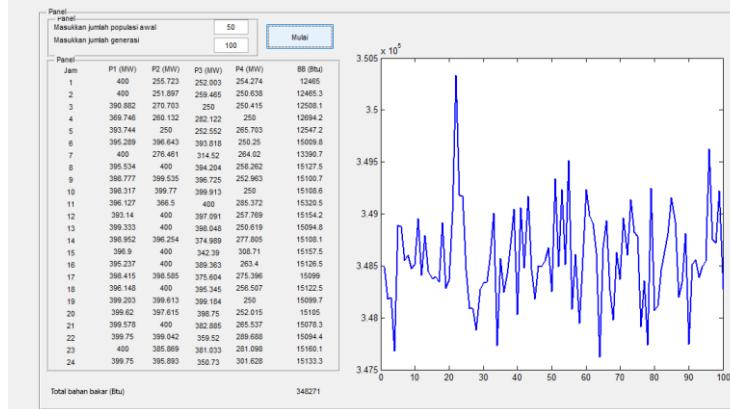 Panel
Panel
Masukkan jumlah populasi awal 50
Masukkan jumlah generasi 100
Mulai
Panel
Jam P1 (MW) P2 (MW) P3 (MW) P4 (MW) BB (Btu)
1 400 255.723 252.003 254.274 12465
2 400 251.897 259.465 250.638 12465.3
3 390.882 270.703 250 250.415 12508.1
4 369.746 260.132 282.122 250 12694.2
5 393.744 250 252.552 265.703 12547.2
6 395.289 396.643 393.818 250.25 15009.8
7 400 276.461 314.52 264.02 13390.7
8 395.534 400 394.204 258.262 15127.5
9 398.777 399.535 396.725 252.963 15100.7
10 398.317 399.77 399.913 250 15108.6
11 396.127 366.5 400 285.372 15320.5
12 393.14 400 397.091 257.769 15154.2
13 399.333 400 398.048 250.619 15094.8
14 398.952 396.254 374.989 277.805 15108.1
15 396.9 400 342.39 308.71 15157.5
16 395.237 400 389.363 263.4 15126.5
17 398.415 398.585 375.604 275.396 15099
18 396.148 400 395.345 256.507 15122.5
19 399.203 399.613 399.184 250 15099.7
20 399.62 397.615 398.75 252.015 15105
21 399.578 400 382.885 265.537 15078.3
22 399.75 399.042 359.52 289.688 15094.4
23 400 385.869 381.033 281.098 15160.1
24 399.75 395.893 350.73 301.628 15133.3
Total bahan bakar (Btu) 348271
x 10^5
3.505
3.5
3.495
3.49
3.485
3.48
3.475
0 10 20 30 40 50 60 70 80 90 100